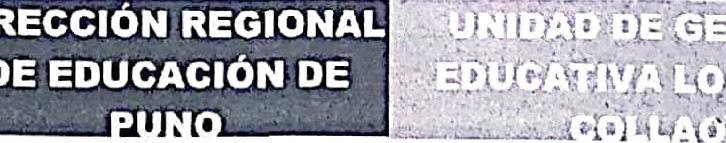 RECCIÓN REGIONAL
DE EDUCACIÓN DE
PUNO
UNIDAD DE GE
EDUCATIVA LO
COLLAO